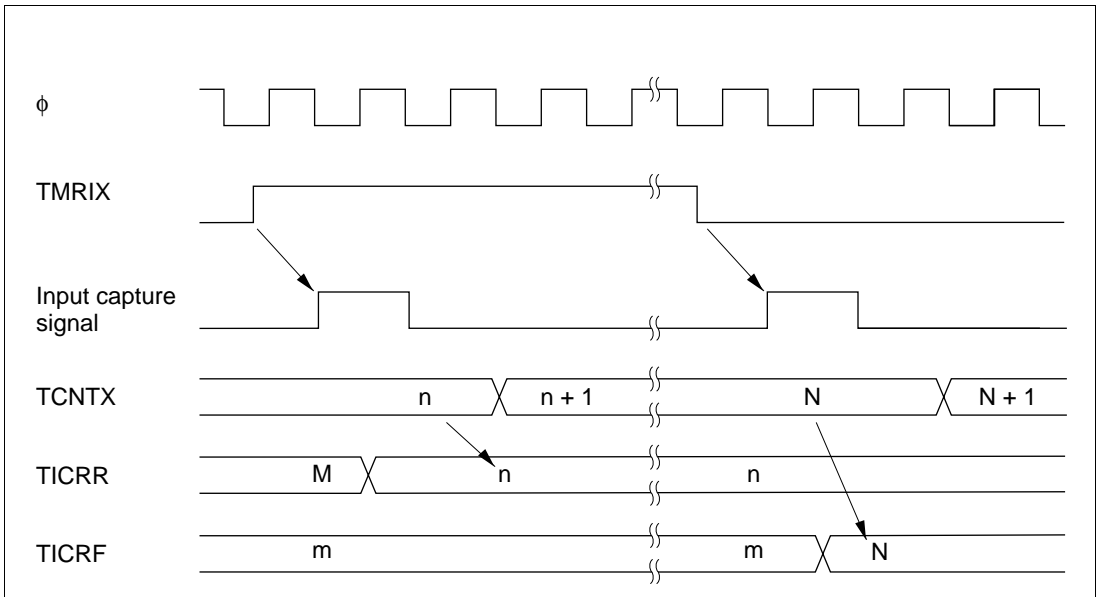 ϕ
TMRIX
Input capture
signal
TCNTX n n + 1 N N + 1
TICRR M n n
TICRF m m N